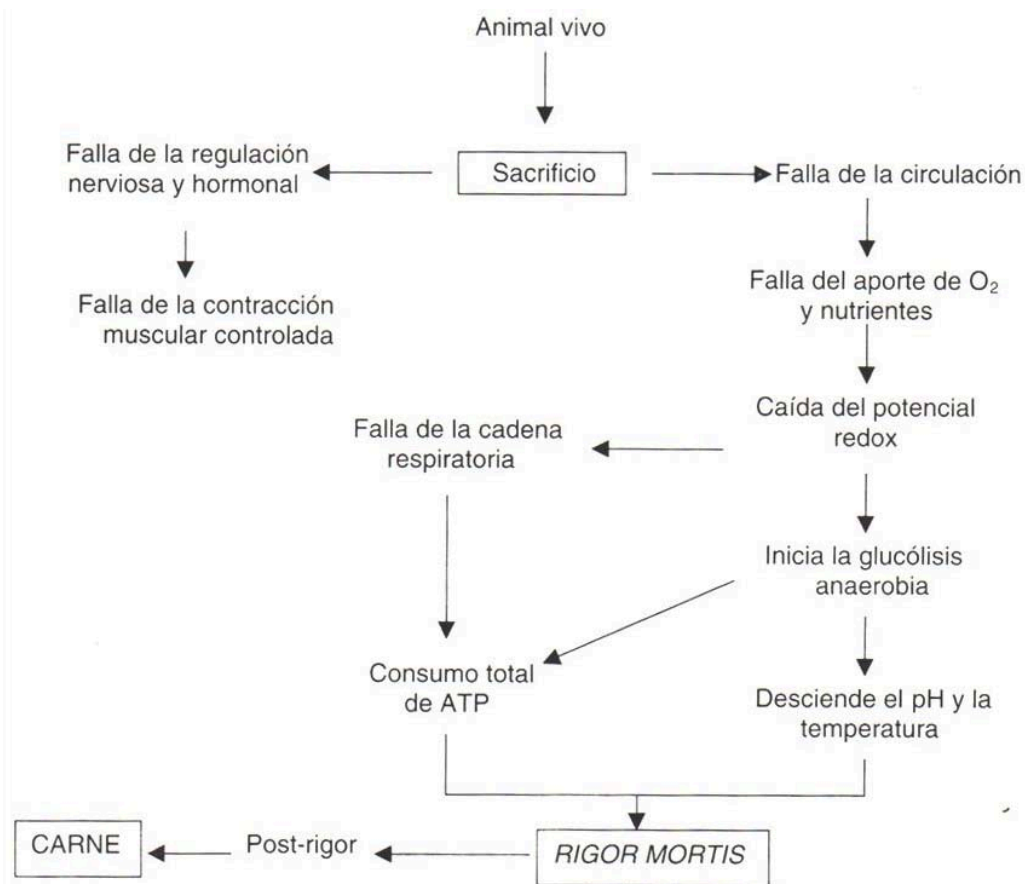 Animal vivo
Falla de la regulación
nerviosa y hormonal
Sacrificio
Falla de la circulación
Falla de la contracción
muscular controlada
Falla del aporte de O₂
y nutrientes
Caída del potencial
redox
Falla de la cadena
respiratoria
Inicia la glucólisis
anaerobia
Consumo total
de ATP
Desciende el pH y la
temperatura
CARNE
Post-rigor
RIGOR MORTIS